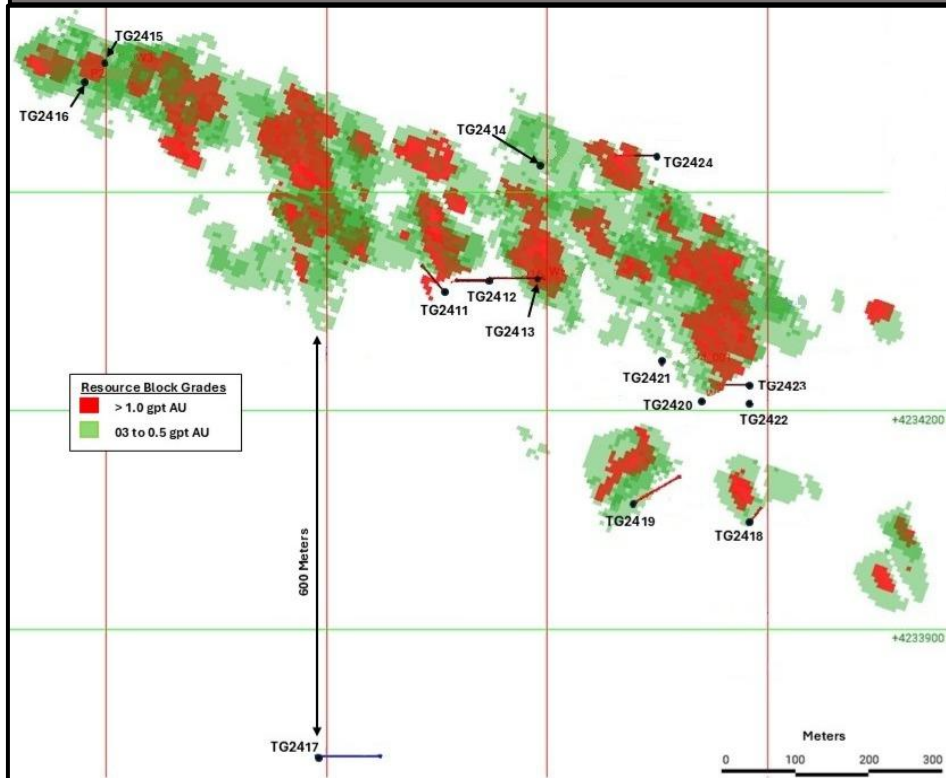 TG2415
TG2416
TG2414
TG2424
TG2411
TG2412
TG2413
TG2421
TG2423
TG2420
TG2422
+4234200
Resource Block Grades
> 1.0 gpt AU
03 to 0.5 gpt AU
TG2419
TG2418
600 Meters
+4233900
TG2417
Meters
0 100 200 300